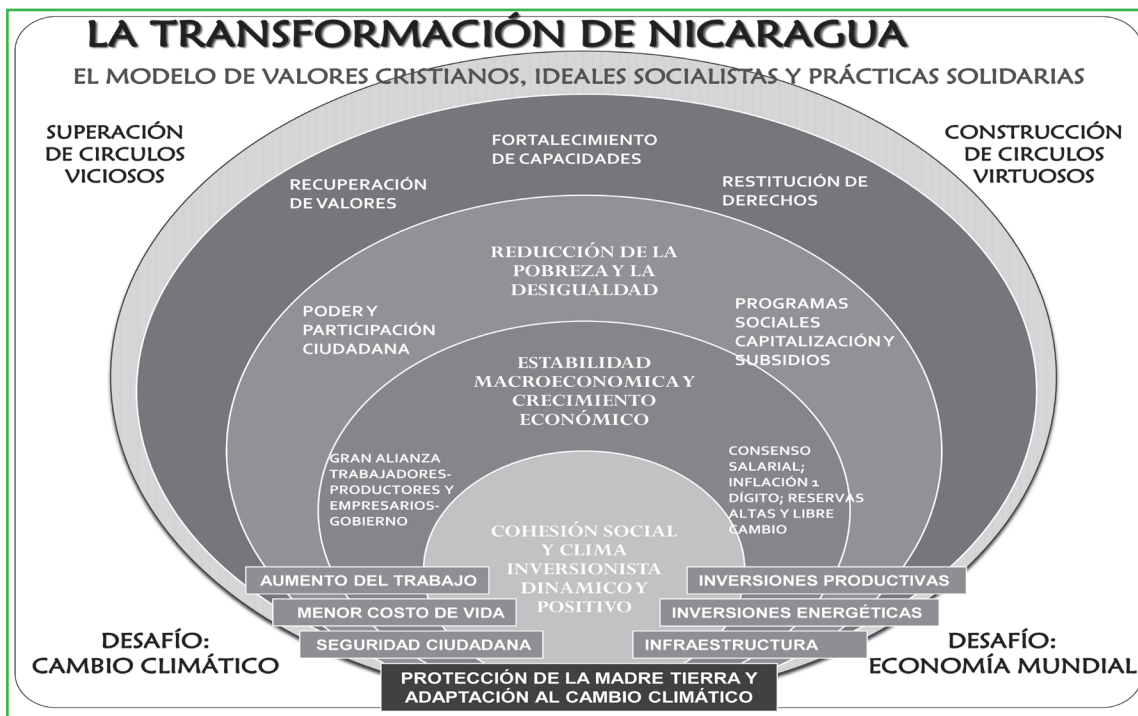 LA TRANSFORMACIÓN DE NICARAGUA
EL MODELO DE VALORES CRISTIANOS, IDEALES SOCIALISTAS Y PRÁCTICAS SOLIDARIAS
SUPERACIÓN
DE CIRCULOS
VICIOSOS
CONSTRUCCIÓN
DE CIRCULOS
VIRTUOSOS
FORTALECIMIENTO
DE CAPACIDADES
RECUPERACIÓN
DE VALORES
RESTITUCIÓN DE
DERECHOS
REDUCCIÓN DE LA
POBREZA Y LA
DESIGUALDAD
PODER Y
PARTICIPACIÓN
CIUDADANA
PROGRAMAS
SOCIALES
CAPITALIZACIÓN Y
SUBSIDIOS
ESTABILIDAD
MACROECONOMICA Y
CRECIMIENTO
ECONÓMICO
GRAN ALIANZA
TRABAJADORES-
PRODUCTORES Y
EMPRESARIOS-
GOBIERNO
CONSENSO
SALARIAL;
INFLACIÓN 1
DÍGITO; RESERVAS
ALTAS Y LIBRE
CAMBIO
COHESIÓN SOCIAL
Y CLIMA
INVERSIONISTA
DINAMICO Y
POSITIVO
AUMENTO DEL TRABAJO
MENOR COSTO DE VIDA
SEGURIDAD CIUDADANA
INVERSIONES PRODUCTIVAS
INVERSIONES ENERGÉTICAS
INFRAESTRUCTURA
DESAFÍO:
CAMBIO CLIMÁTICO
DESAFÍO:
ECONOMÍA MUNDIAL
PROTECCIÓN DE LA MADRE TIERRA Y
ADAPTACIÓN AL CAMBIO CLIMÁTICO